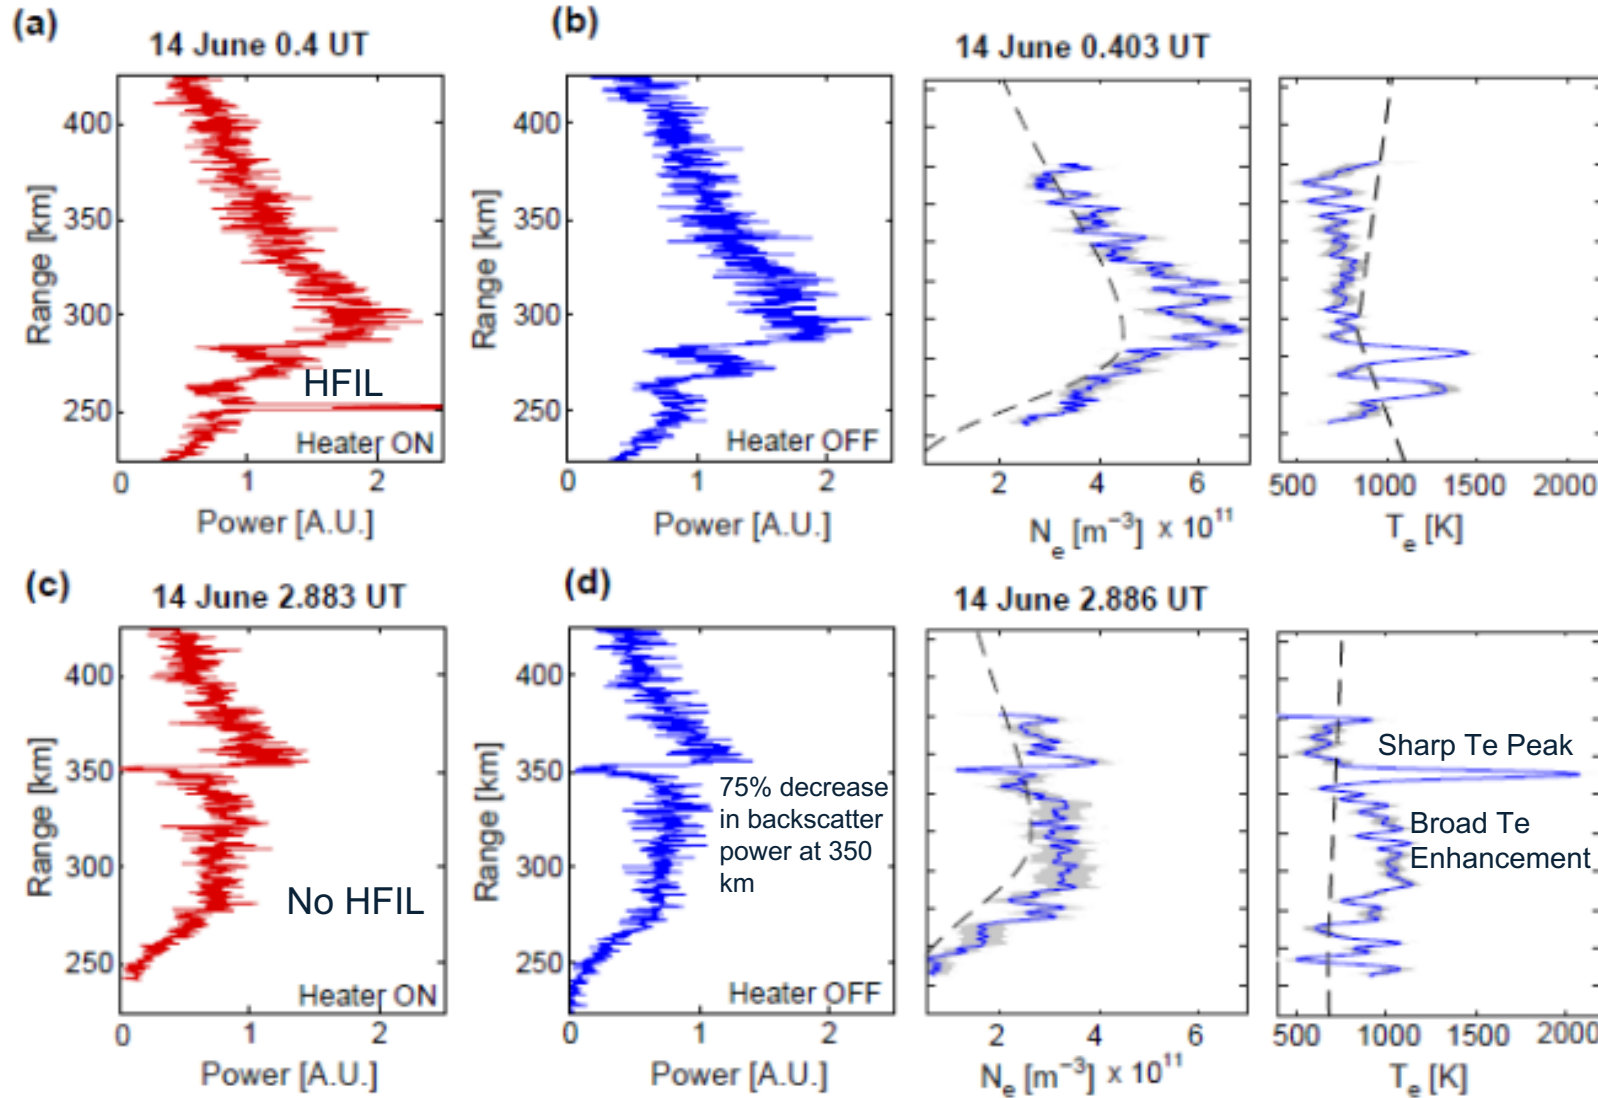 (a)
14 June 0.4 UT
400
350
300
250
Range [km]
HFIL
Heater ON
0 1 2
Power [A.U.]
(b)
14 June 0.403 UT
400
350
300
250
Range [km]
Heater OFF
0 1 2
Power [A.U.]
2 4 6
Ne [m−3] × 10^11
500 1000 1500 2000
Te [K]
(c)
14 June 2.883 UT
400
350
300
250
Range [km]
No HFIL
Heater ON
0 1 2
Power [A.U.]
(d)
14 June 2.886 UT
400
350
300
250
Range [km]
75% decrease
in backscatter
power at 350
km
Heater OFF
0 1 2
Power [A.U.]
2 4 6
Ne [m−3] × 10^11
Sharp Te Peak
Broad Te
Enhancement
500 1000 1500 2000
Te [K]